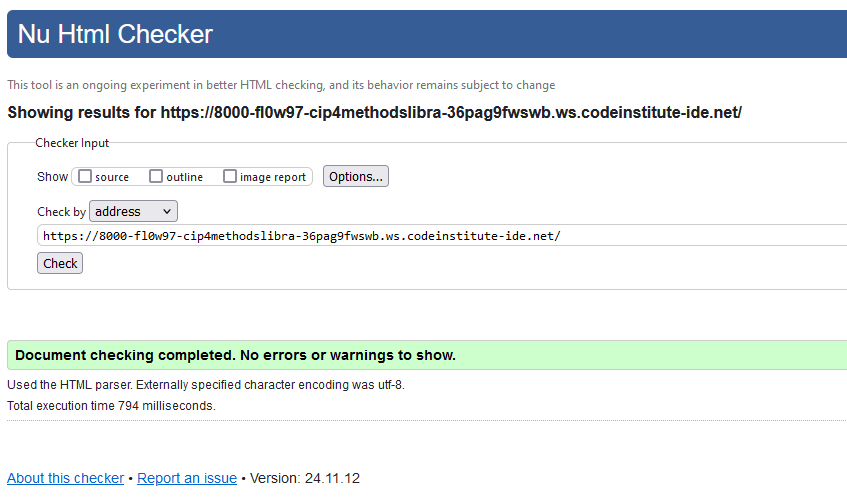 Nu Html Checker
This tool is an ongoing experiment in better HTML checking, and its behavior remains subject to change
Showing results for https://8000-fl0w97-cip4methodslibra-36pag9fwswb.ws.codeinstitute-ide.net/
Checker Input
Show source outline image report Options...
Check by address
https://8000-fl0w97-cip4methodslibra-36pag9fwswb.ws.codeinstitute-ide.net/
Check
Document checking completed. No errors or warnings to show.
Used the HTML parser. Externally specified character encoding was utf-8.
Total execution time 794 milliseconds.
About this checker • Report an issue • Version: 24.11.12